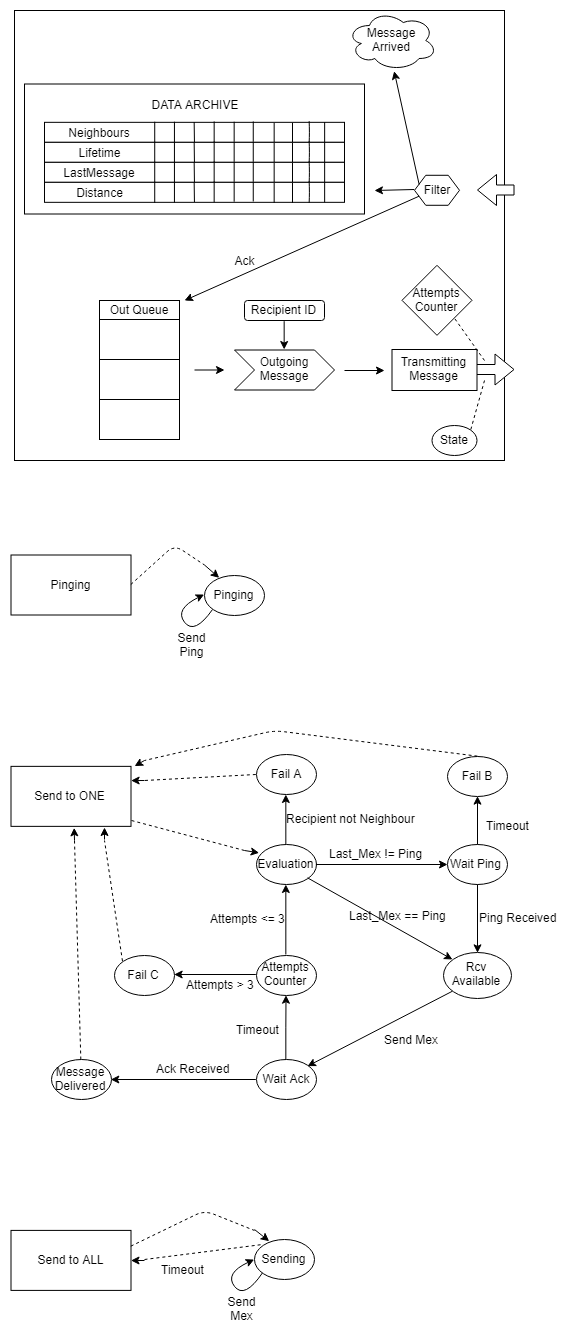 Message
Arrived
DATA ARCHIVE
Neighbours
Lifetime
LastMessage
Distance
Filter
Ack
Out Queue
Recipient ID
Attempts
Counter
Outgoing
Message
Transmitting
Message
State
Pinging
Pinging
Send
Ping
Send to ONE
Fail A
Fail B
Recipient not Neighbour
Timeout
Evaluation
Last_Mex != Ping
Wait Ping
Attempts <= 3
Last_Mex == Ping
Ping Received
Fail C
Attempts > 3
Attempts
Counter
Rcv
Available
Timeout
Send Mex
Message
Delivered
Ack Received
Wait Ack
Send to ALL
Timeout
Sending
Send
Mex